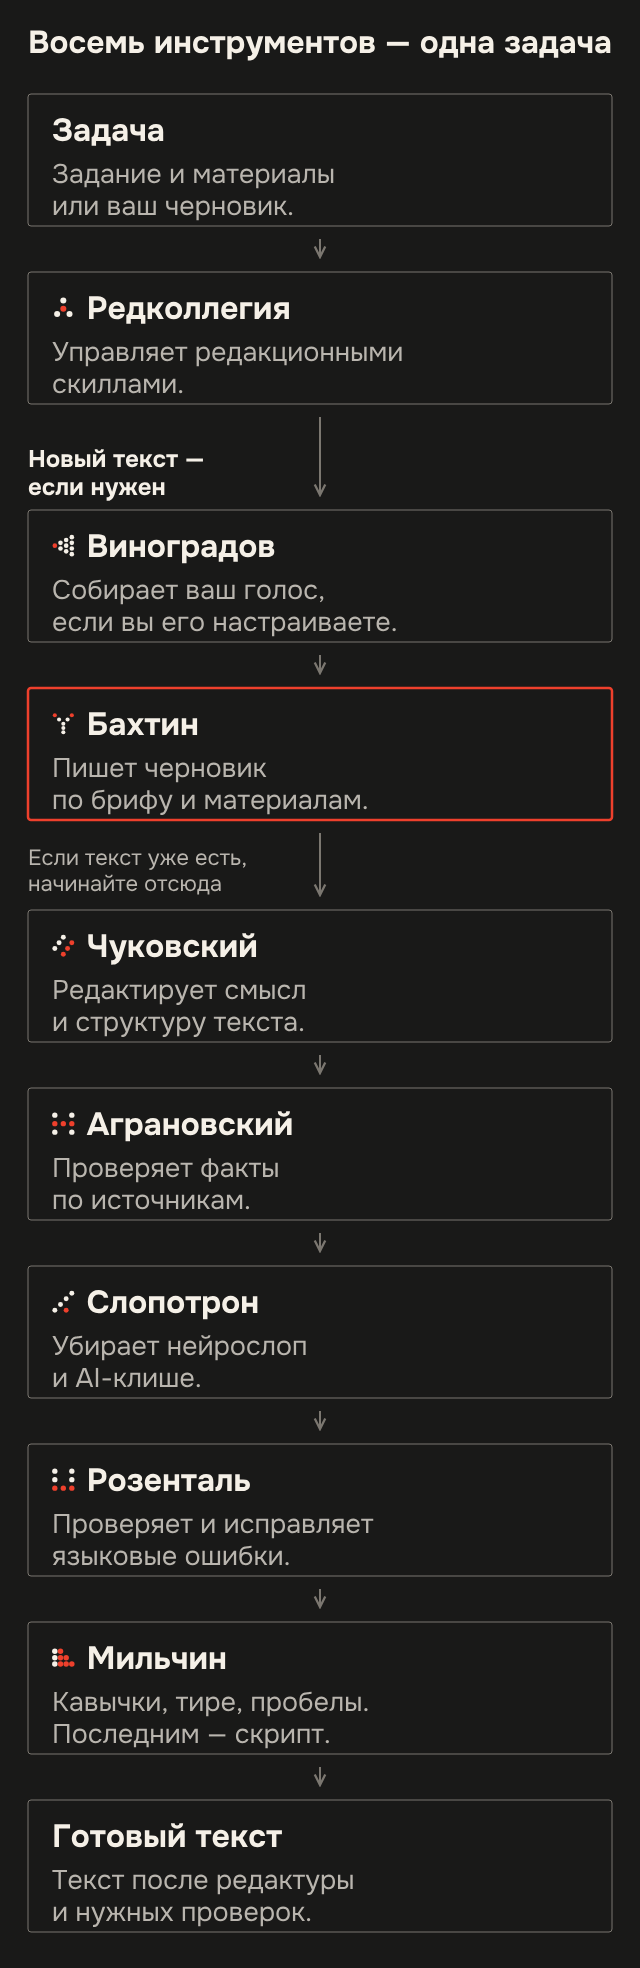 Восемь инструментов — одна задача
Задача
Задание и материалы
или ваш черновик.
Редколлегия
Управляет редакционными
скиллами.
Новый текст —
если нужен
Виноградов
Собирает ваш голос,
если вы его настраиваете.
Бахтин
Пишет черновик
по брифу и материалам.
Если текст уже есть,
начинайте отсюда
Чуковский
Редактирует смысл
и структуру текста.
Аграновский
Проверяет факты
по источникам.
Слопотрон
Убирает нейрослоп
и AI-клише.
Розенталь
Проверяет и исправляет
языковые ошибки.
Мильчин
Кавычки, тире, пробелы.
Последним — скрипт.
Готовый текст
Текст после редактуры
и нужных проверок.